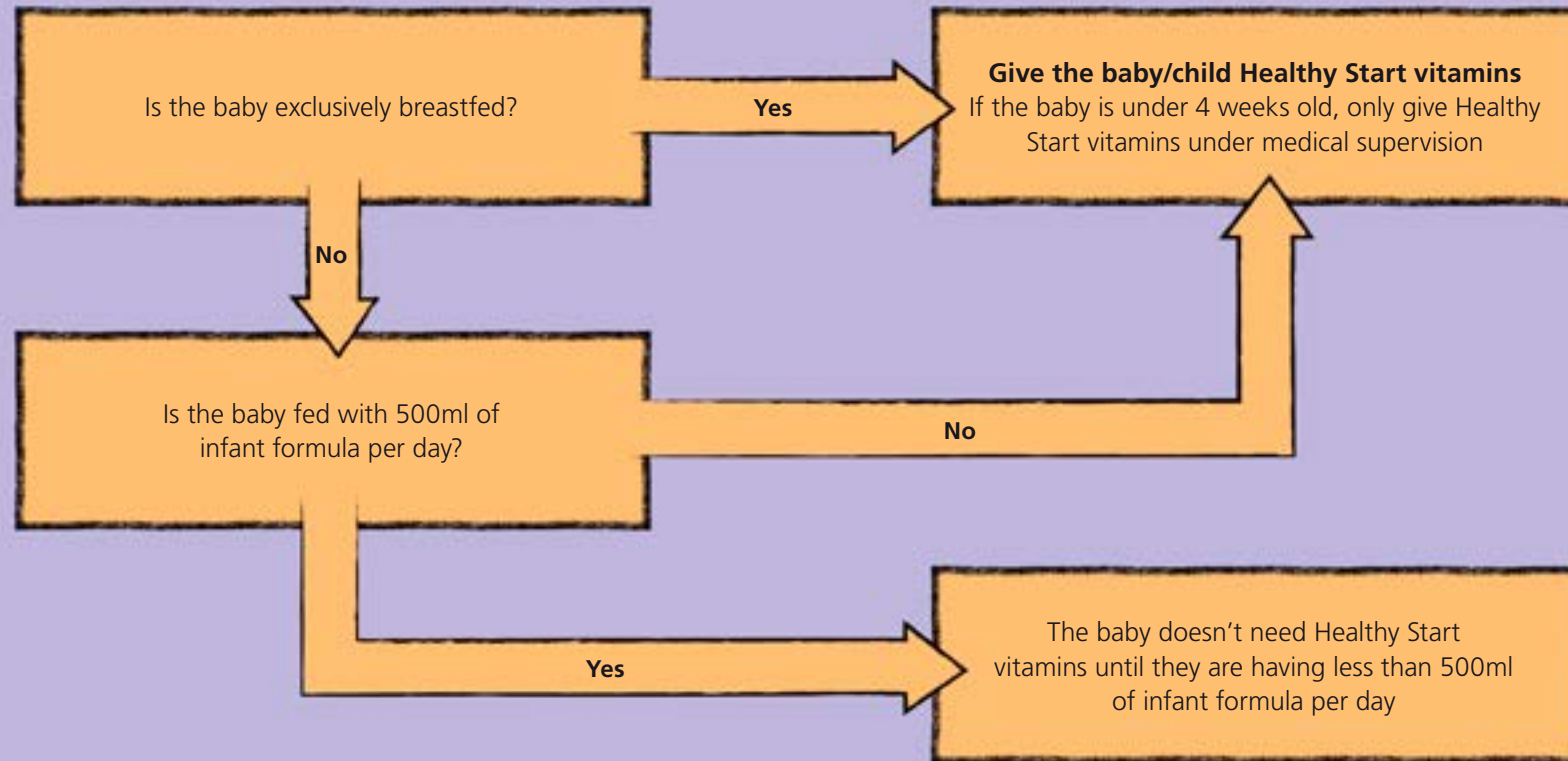 Is the baby exclusively breastfed?
Yes
Give the baby/child Healthy Start vitamins
If the baby is under 4 weeks old, only give Healthy
Start vitamins under medical supervision
No
Is the baby fed with 500ml of
infant formula per day?
No
Yes
The baby doesn't need Healthy Start
vitamins until they are having less than 500ml
of infant formula per day